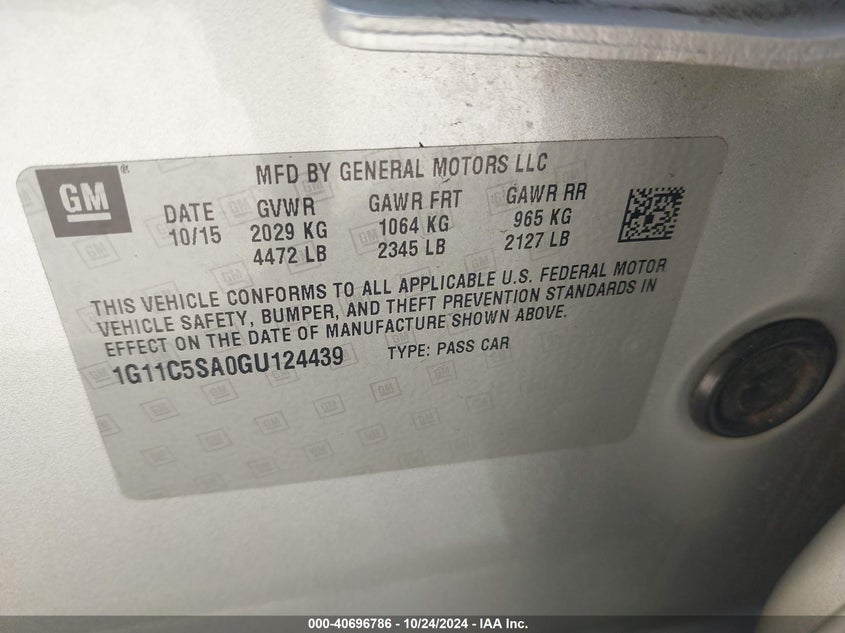 GM®
MFD BY GENERAL MOTORS LLC
DATE GVWR GAWR FRT GAWR RR
10/15 2029 KG 1064 KG 965 KG
4472 LB 2345 LB 2127 LB
THIS VEHICLE CONFORMS TO ALL APPLICABLE U.S. FEDERAL MOTOR
VEHICLE SAFETY, BUMPER, AND THEFT PREVENTION STANDARDS IN
EFFECT ON THE DATE OF MANUFACTURE SHOWN ABOVE.
1G11C5SA0GU124439 TYPE: PASS CAR
000-40696786 - 10/24/2024 - IAA Inc.